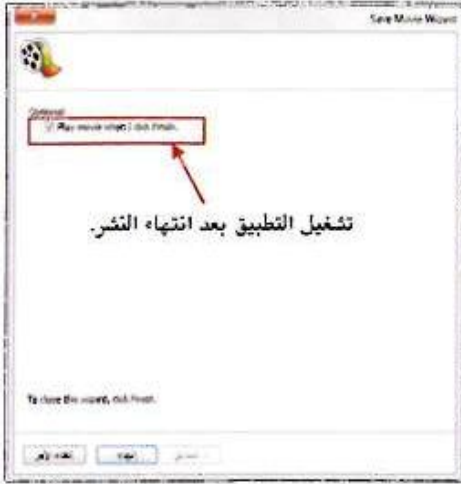 Save Movie Wizard
Optional
Play movie when I click Finish.
تشغيل التطبيق بعد انتهاء النشر.
To close the wizard, click Finish.
إنهاء